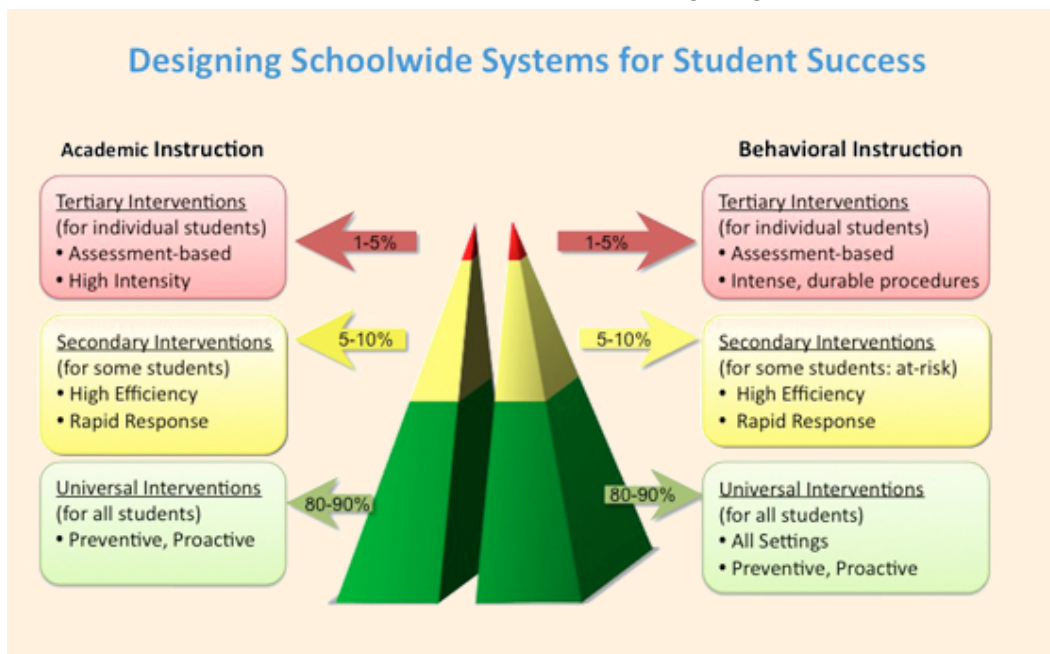 Designing Schoolwide Systems for Student Success
Academic Instruction
Tertiary Interventions
(for individual students)
• Assessment-based
• High Intensity
1-5%
Secondary Interventions
(for some students)
• High Efficiency
• Rapid Response
5-10%
Universal Interventions
(for all students)
• Preventive, Proactive
80-90%
Behavioral Instruction
1-5%
Tertiary Interventions
(for individual students)
• Assessment-based
• Intense, durable procedures
5-10%
Secondary Interventions
(for some students: at-risk)
• High Efficiency
• Rapid Response
80-90%
Universal Interventions
(for all students)
• All Settings
• Preventive, Proactive